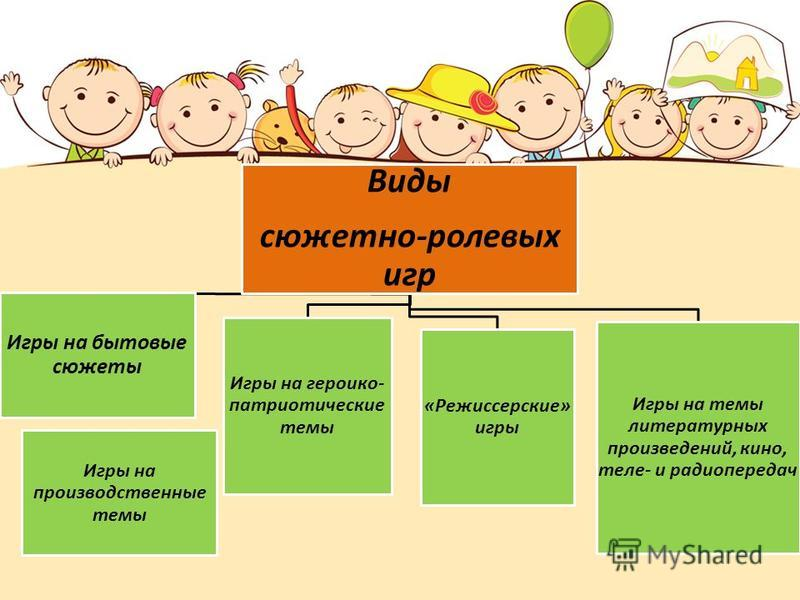 Виды
сюжетно-ролевых
игр
Игры на бытовые
сюжеты
Игры на
производственные
темы
Игры на героико-
патриотические
темы
«Режиссерские»
игры
Игры на темы
литературных
произведений, кино,
теле- и радиопередач
MyShared